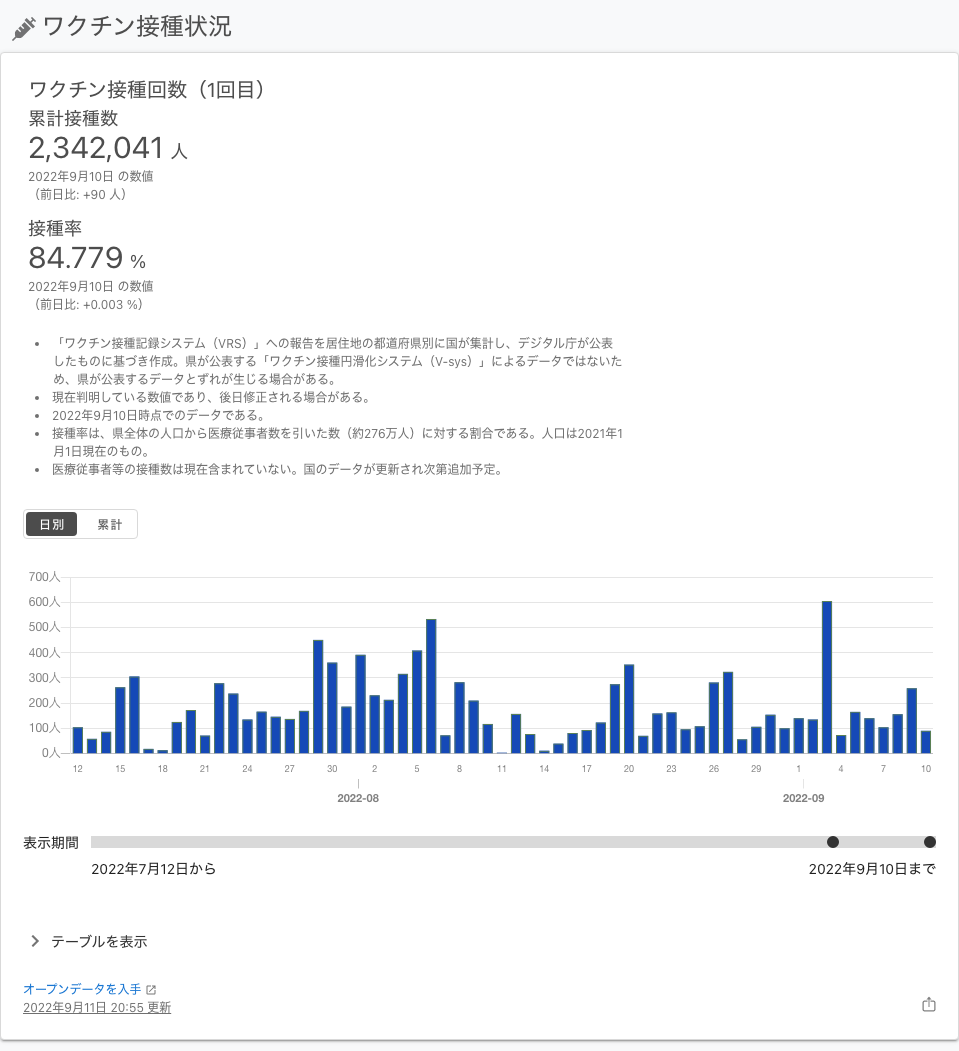 ワクチン接種状況
ワクチン接種回数（1回目）
累計接種数
2,342,041 人
2022年9月10日 の数値
（前日比: +90 人）
接種率
84.779 %
2022年9月10日 の数値
（前日比: +0.003 %）
• 「ワクチン接種記録システム（VRS）」への報告を居住地の都道府県別に国が集計し、デジタル庁が公表
したものに基づき作成。県が公表する「ワクチン接種円滑化システム（V-sys）」によるデータではないた
め、県が公表するデータとずれが生じる場合がある。
• 現在判明している数値であり、後日修正される場合がある。
• 2022年9月10日時点でのデータである。
• 接種率は、県全体の人口から医療従事者数を引いた数（約276万人）に対する割合である。人口は2021年1
月1日現在のもの。
• 医療従事者等の接種数は現在含まれていない。国のデータが更新され次第追加予定。
日別 累計
700人
600人
500人
400人
300人
200人
100人
0人
12 15 18 21 24 27 30 2 5 8 11 14 17 20 23 26 29 1 4 7 10
2022-08 2022-09
表示期間
2022年7月12日から 2022年9月10日まで
テーブルを表示
オープンデータを入手
2022年9月11日 20:55 更新